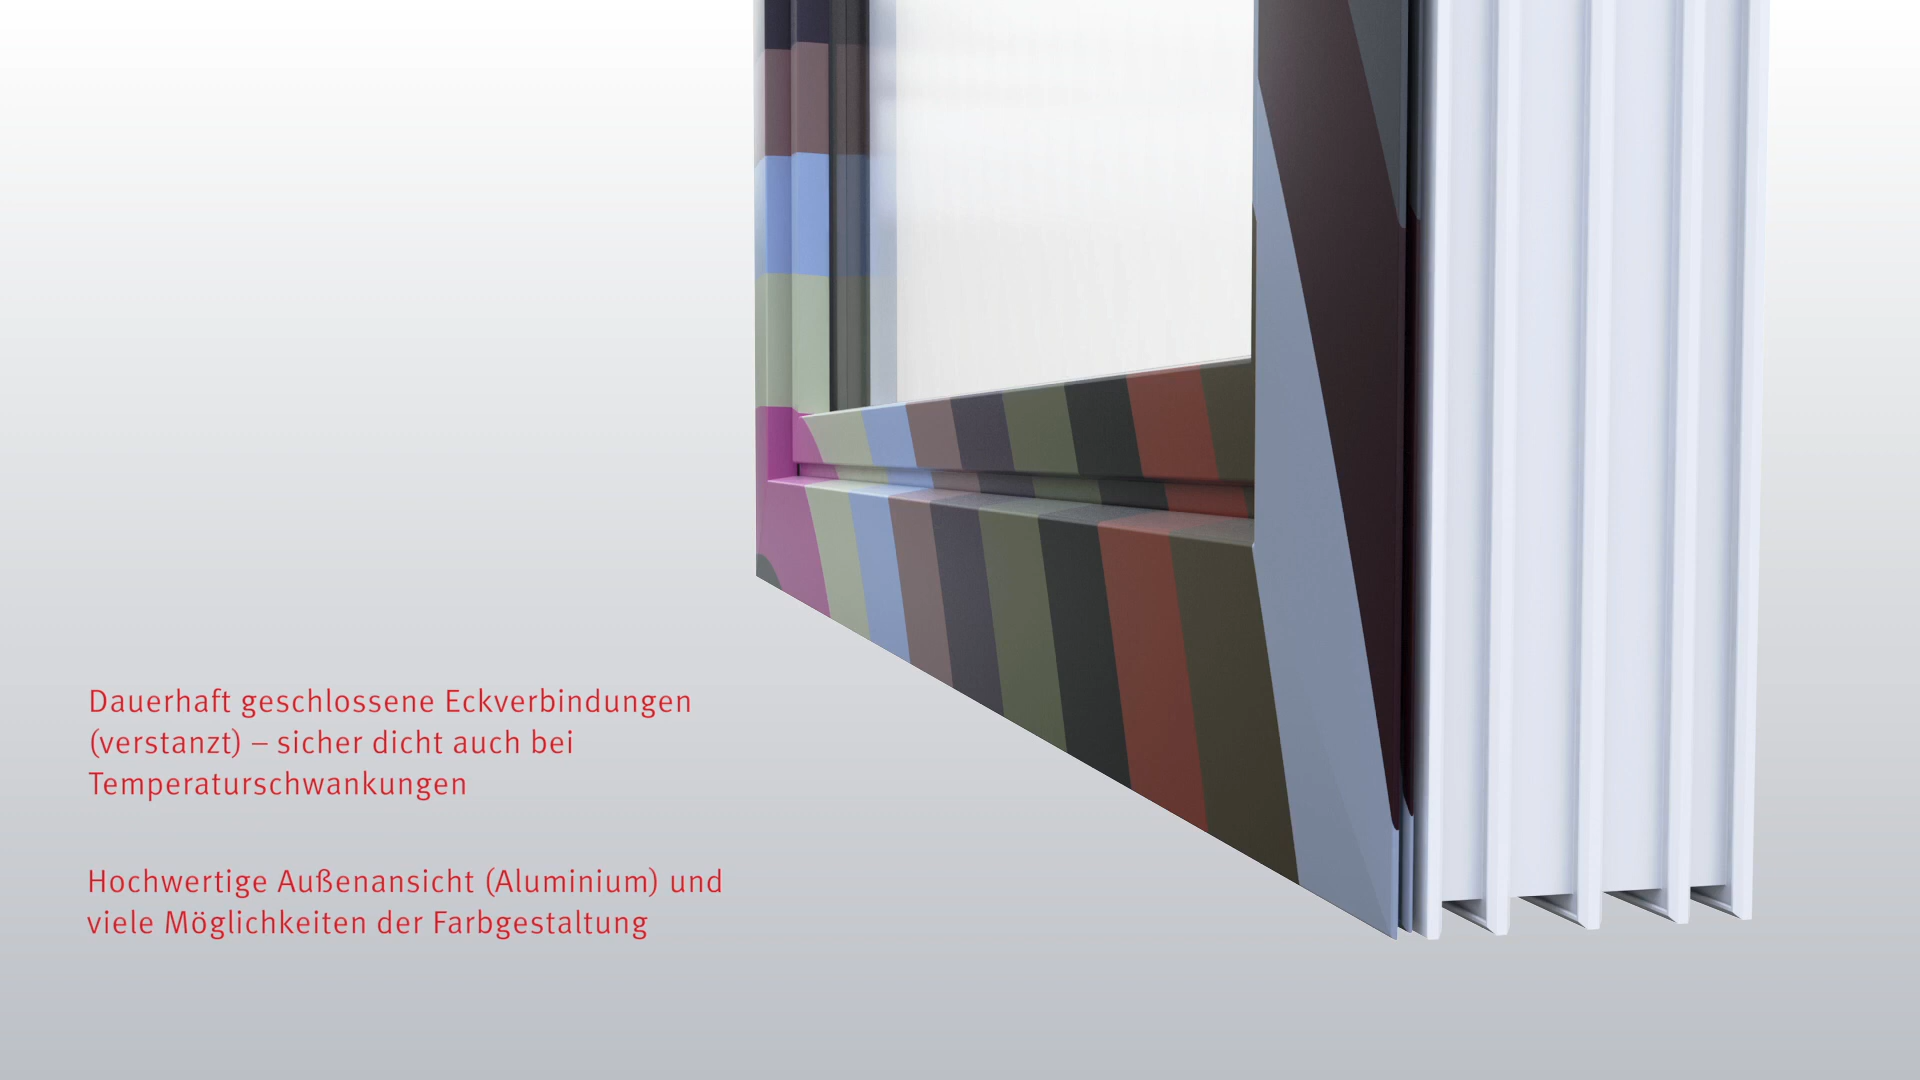 Dauerhaft geschlossene Eckverbindungen
(verstanzt) – sicher dicht auch bei
Temperaturschwankungen
Hochwertige Außenansicht (Aluminium) und
viele Möglichkeiten der Farbgestaltung